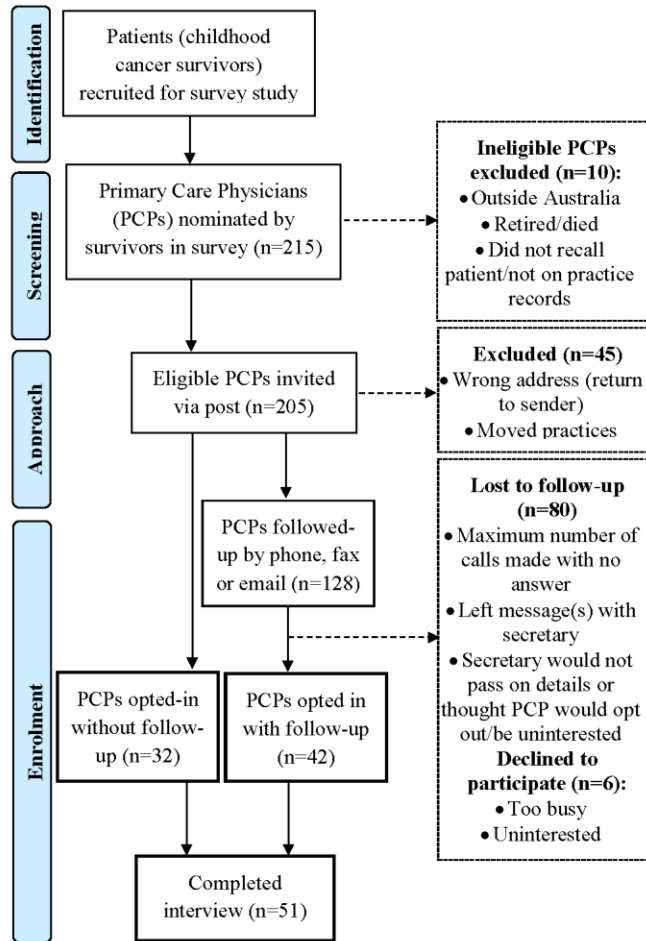 Identification
Patients (childhood
cancer survivors)
recruited for survey study
Screening
Primary Care Physicians
(PCPs) nominated by
survivors in survey (n=215)
Ineligible PCPs
excluded (n=10):
• Outside Australia
• Retired/died
• Did not recall
patient/not on practice
records
Approach
Eligible PCPs invited
via post (n=205)
Excluded (n=45)
• Wrong address (return
to sender)
• Moved practices
Enrolment
PCPs followed-
up by phone, fax
or email (n=128)
Lost to follow-up
(n=80)
• Maximum number of
calls made with no
answer
• Left message(s) with
secretary
• Secretary would not
pass on details or
thought PCP would opt
out/be uninterested
Declined to
participate (n=6):
• Too busy
• Uninterested
PCPs opted-in
without follow-
up (n=32)
PCPs opted in
with follow-up
(n=42)
Completed
interview (n=51)